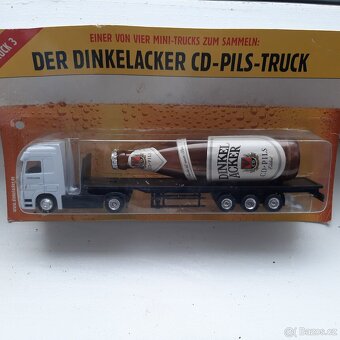 UCK 3
EINER VON VIER MINI-TRUCKS ZUM SAMMELN:
DER DINKELACKER CD-PILS-TRUCK
DINKEL
ACKER
CD-PILS
Bazos.cz